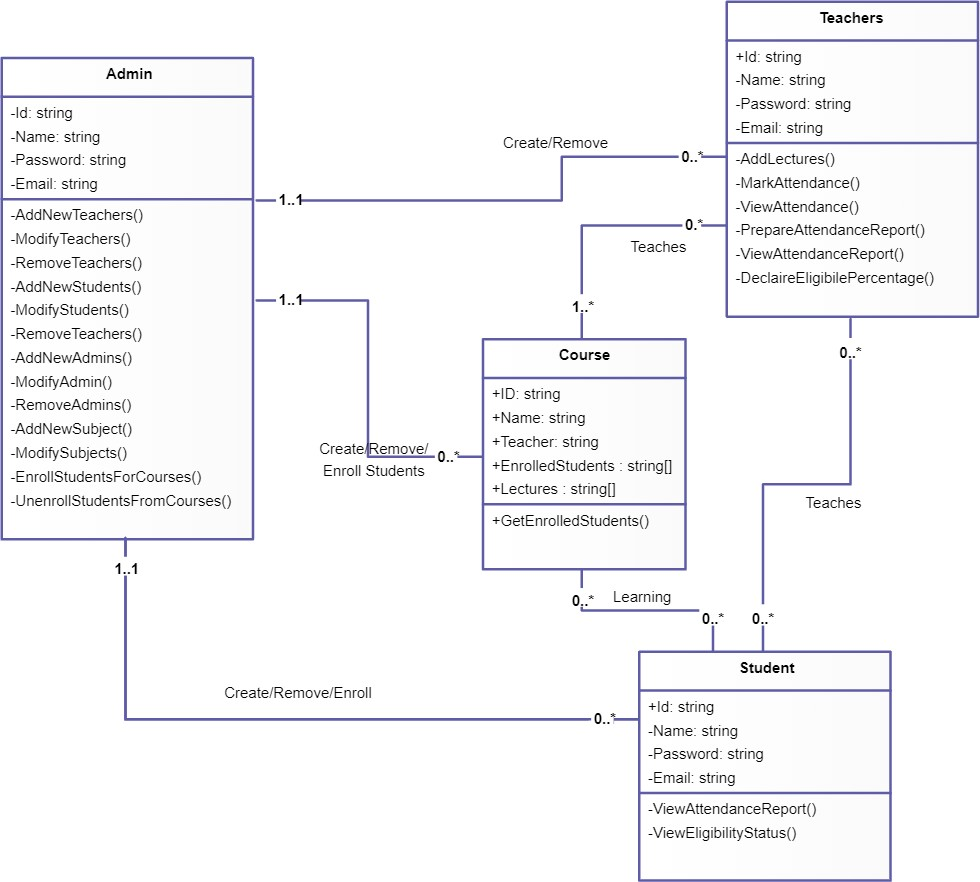 Teachers
+Id: string
-Name: string
-Password: string
-Email: string
-AddLectures()
-MarkAttendance()
-ViewAttendance()
-PrepareAttendanceReport()
-ViewAttendanceReport()
-DeclaireEligibilePercentage()
Admin
-Id: string
-Name: string
-Password: string
-Email: string
-AddNewTeachers()
-ModifyTeachers()
-RemoveTeachers()
-AddNewStudents()
-ModifyStudents()
-RemoveTeachers()
-AddNewAdmins()
-ModifyAdmin()
-RemoveAdmins()
-AddNewSubject()
-ModifySubjects()
-EnrollStudentsForCourses()
-UnenrollStudentsFromCourses()
Create/Remove
0..*
1..1
0.*
Teaches
1..*
1..1
Create/Remove/
Enroll Students
0..*
Course
+ID: string
+Name: string
+Teacher: string
+EnrolledStudents : string[]
+Lectures : string[]
+GetEnrolledStudents()
0..*
Teaches
0..*
0..*
Learning
0..*
1..1
Create/Remove/Enroll
0..*
Student
+Id: string
-Name: string
-Password: string
-Email: string
-ViewAttendanceReport()
-ViewEligibilityStatus()